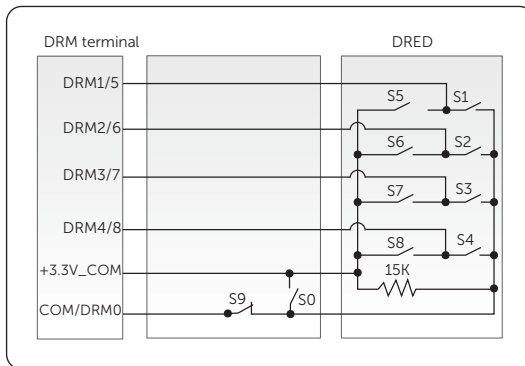 DRM terminal
DRED
DRM1/5
S5
S1
DRM2/6
S6
S2
DRM3/7
S7
S3
DRM4/8
S8
S4
+3.3V_COM
15K
COM/DRM0
S9
S0